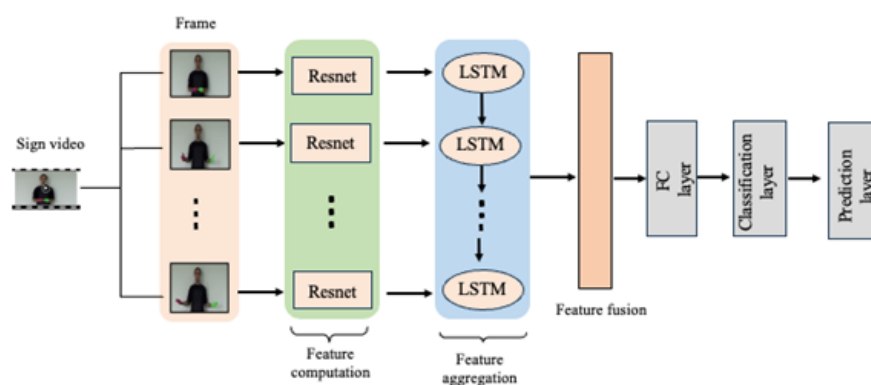 Frame
Sign video
Resnet
Resnet
Resnet
LSTM
LSTM
LSTM
Feature
computation
Feature
aggregation
Feature fusion
FC
layer
Classification
layer
Prediction
layer